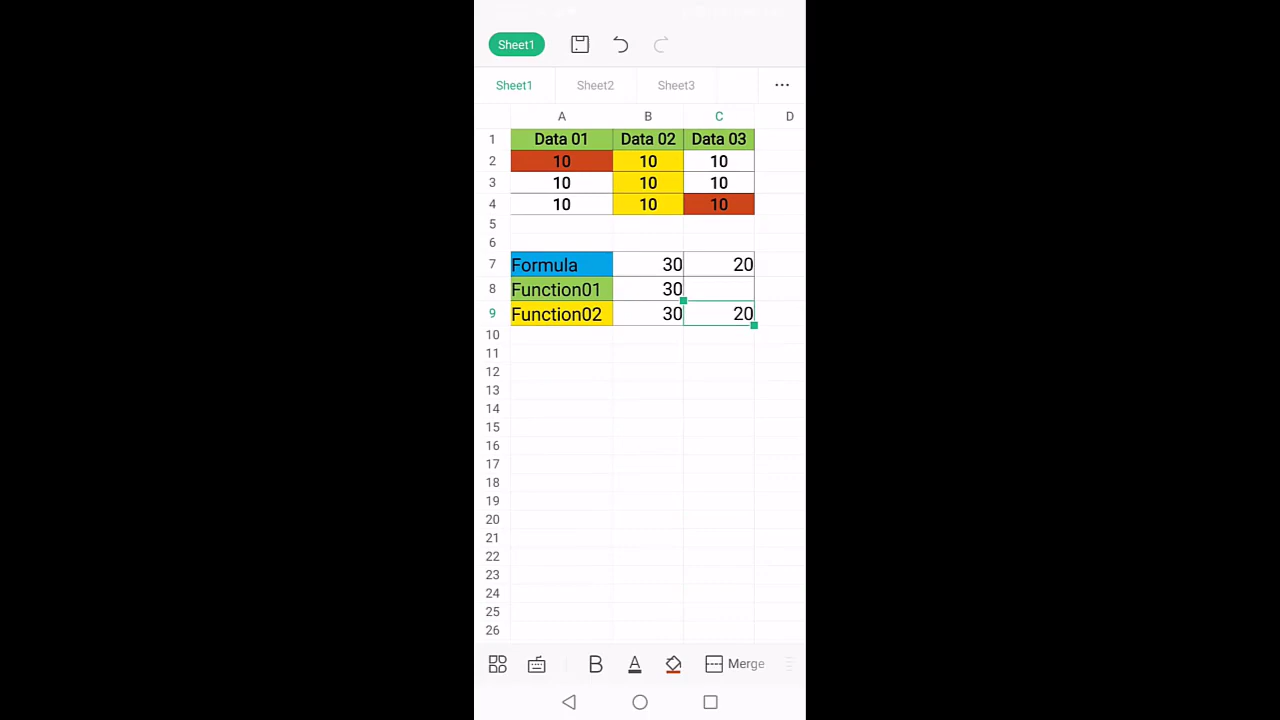 Sheet1
Sheet1 Sheet2 Sheet3 ...
A B C D
1 Data 01 Data 02 Data 03
2 10 10 10
3 10 10 10
4 10 10 10
5
6
7 Formula 30 20
8 Function01 30
9 Function02 30 20
10
11
12
13
14
15
16
17
18
19
20
21
22
23
24
25
26
B A Merge